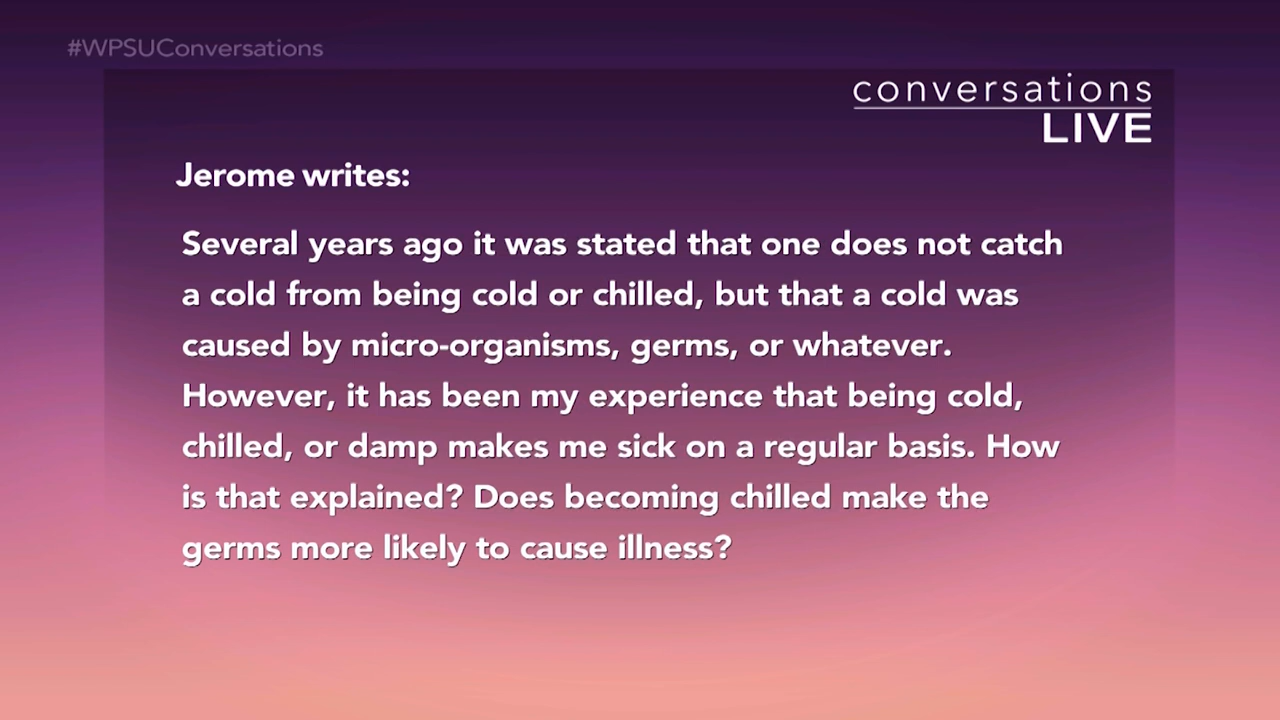 #WPSUConversations
conversations
LIVE
Jerome writes:
Several years ago it was stated that one does not catch
a cold from being cold or chilled, but that a cold was
caused by micro-organisms, germs, or whatever.
However, it has been my experience that being cold,
chilled, or damp makes me sick on a regular basis. How
is that explained? Does becoming chilled make the
germs more likely to cause illness?